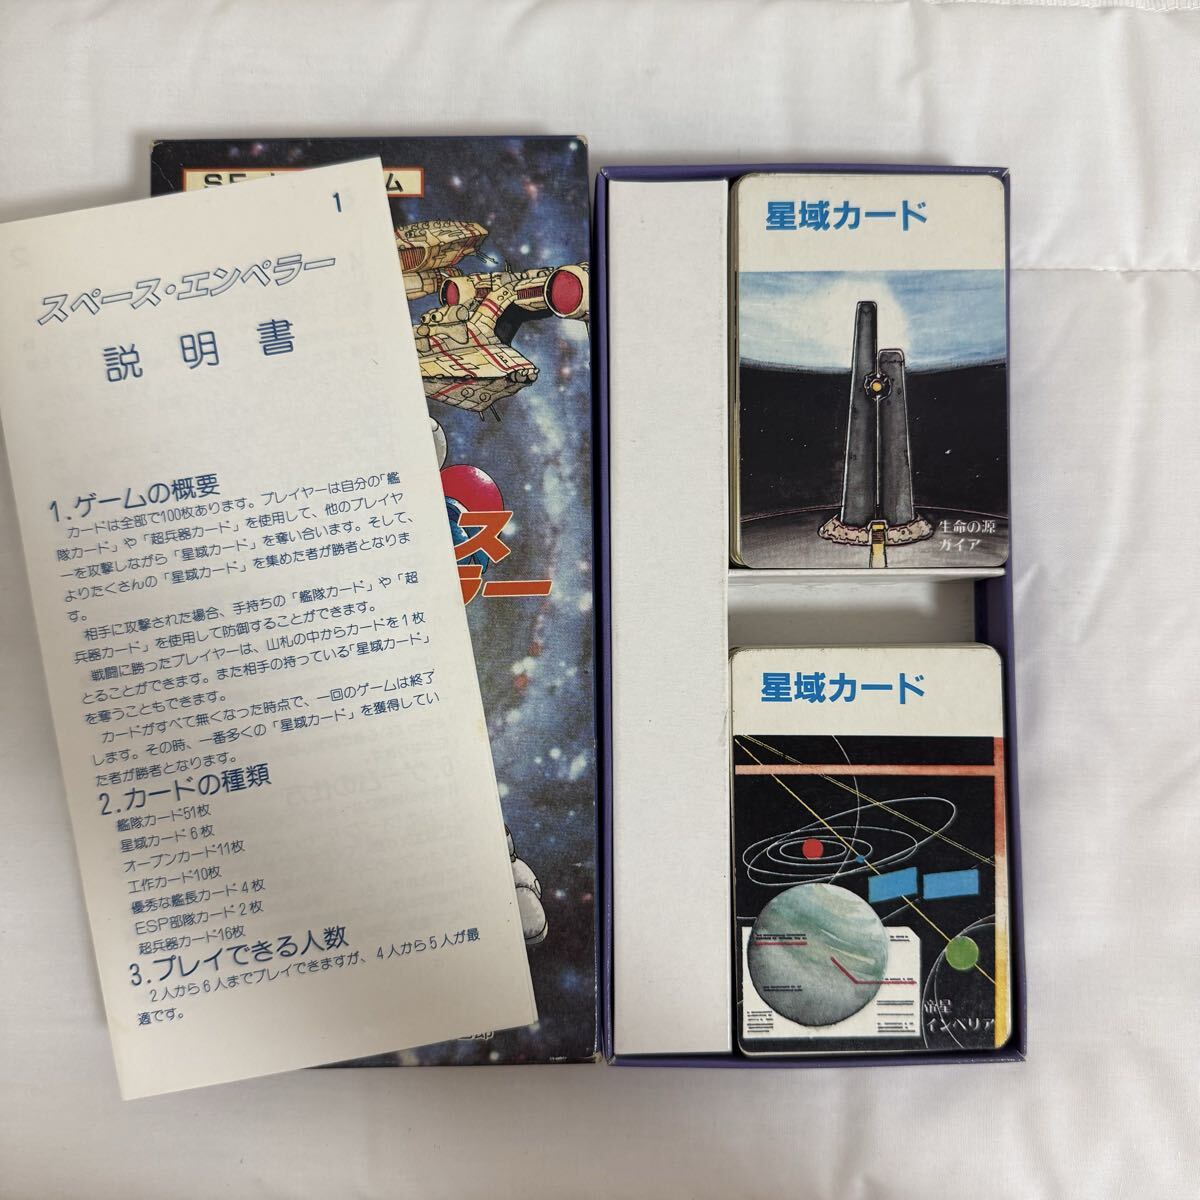 1
スペース・エンペラー
説明書
1.ゲームの概要
カードは全部で100枚あります。プレイヤーは自分の「艦
隊カード」や「超兵器カード」を使用して、他のプレイヤ
ーを攻撃しながら「星域カード」を奪い合います。そして、
よりたくさんの「星域カード」を集めた者が勝者となりま
す。
相手に攻撃された場合、手持ちの「艦隊カード」や「超
兵器カード」を使用して防御することができます。
戦闘に勝ったプレイヤーは、山札の中からカードを1枚
とることができます。また相手の持っている「星域カード」
を奪うこともできます。
カードがすべて無くなった時点で、一回のゲームは終了
します。その時、一番多くの「星域カード」を獲得してい
た者が勝者となります。
2.カードの種類
艦隊カード51枚
星域カード6枚
オープンカード11枚
工作カード10枚
優秀な艦長カード4枚
ESP部隊カード2枚
超兵器カード16枚
3.プレイできる人数
2人から6人までプレイできますが、4人から5人が最
適です。
SF
ム
ス
ラー
星域カード
生命の源
ガイア
星域カード
帝星
インペリア